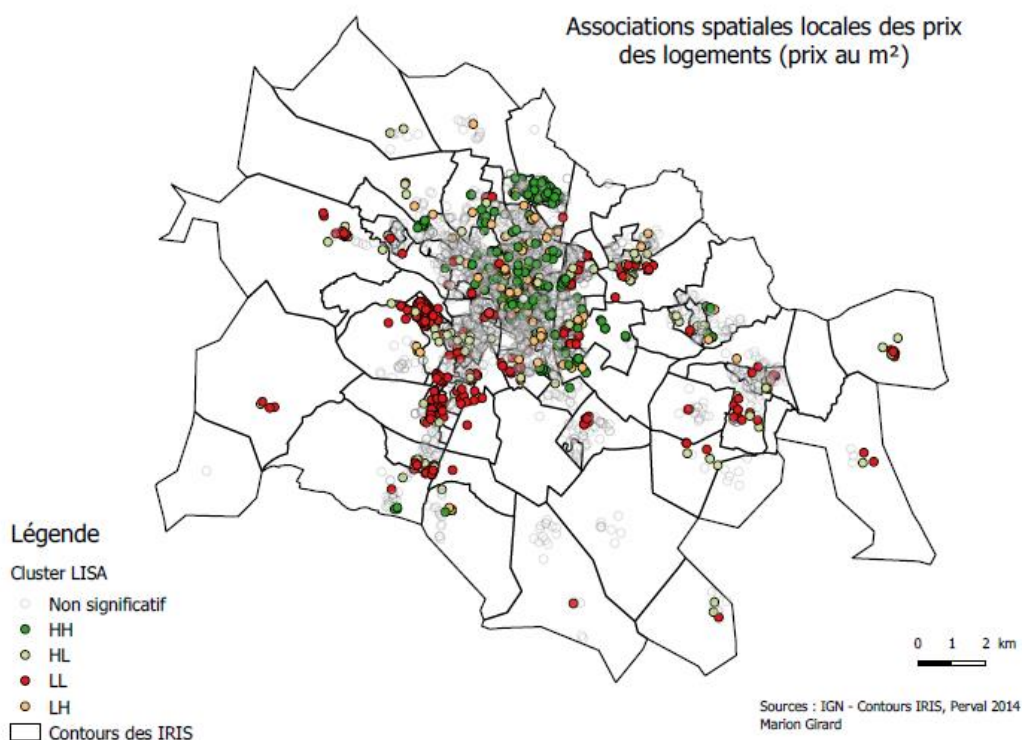 Associations spatiales locales des prix
des logements (prix au m²)
Légende
Cluster LISA
Non significatif
HH
HL
LL
LH
Contours des IRIS
0 1 2 km
Sources : IGN - Contours IRIS, Perval 2014
Marion Girard